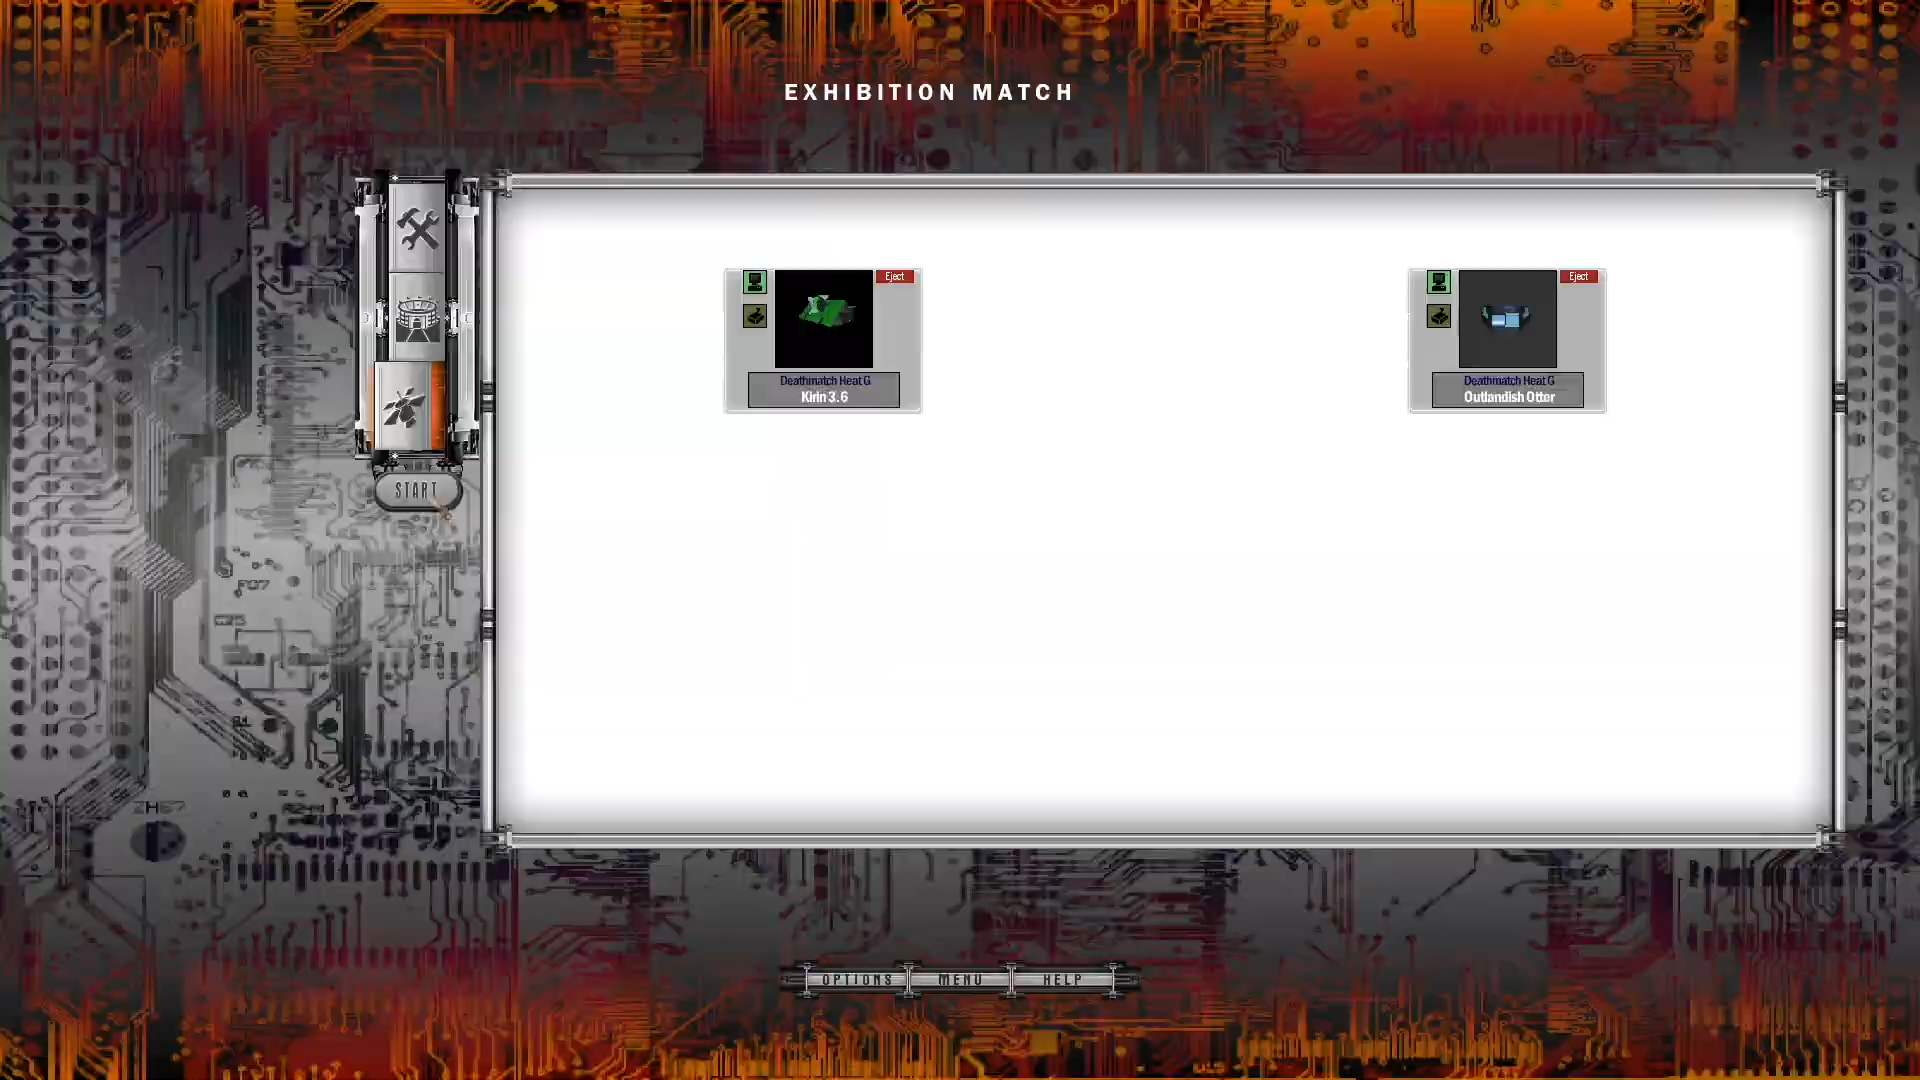 EXHIBITION MATCH
Eject
Deathmatch Heat G
Kirin 3.6
Eject
Deathmatch Heat G
Outlandish Otter
START
OPTIONS
MENU
HELP